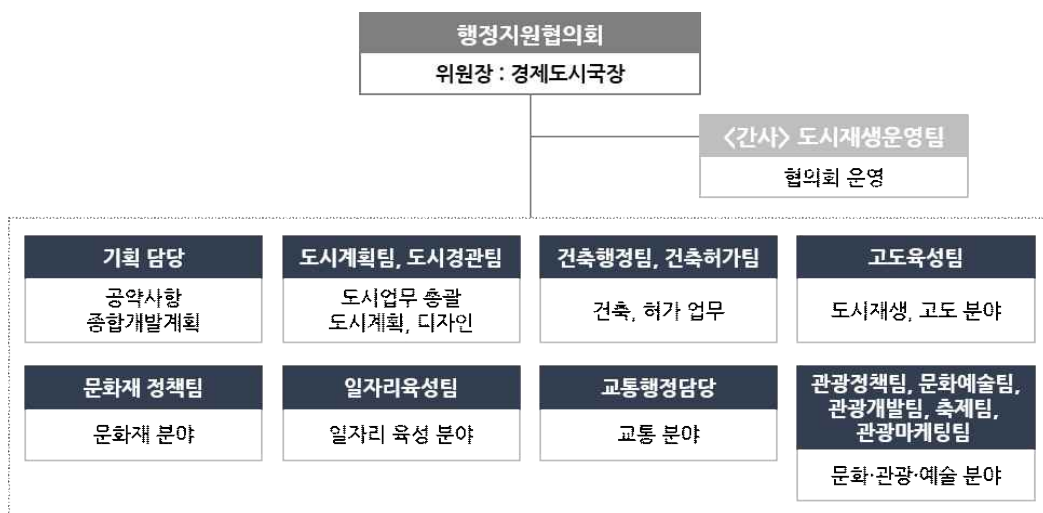 행정지원협의회
위원장 : 경제도시국장
<간사> 도시재생운영팀
협의회 운영
기획 담당
공약사항
종합개발계획
도시계획팀, 도시경관팀
도시업무 총괄
도시계획, 디자인
건축행정팀, 건축허가팀
건축, 허가 업무
고도육성팀
도시재생, 고도 분야
문화재 정책팀
문화재 분야
일자리육성팀
일자리 육성 분야
교통행정담당
교통 분야
관광정책팀, 문화예술팀,
관광개발팀, 축제팀,
관광마케팅팀
문화·관광·예술 분야